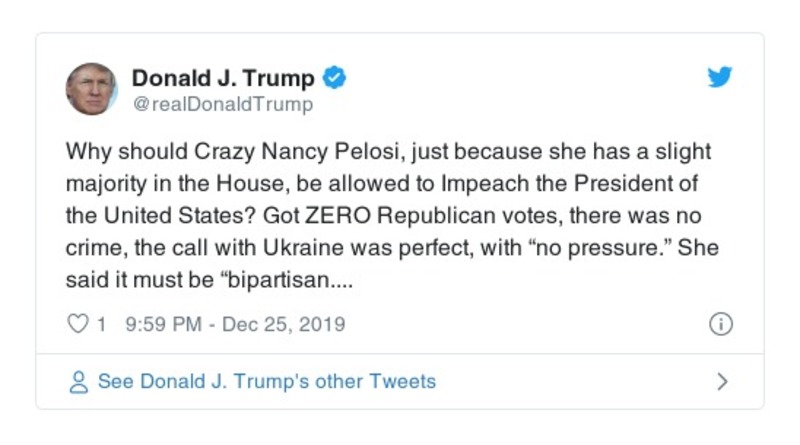 Donald J. Trump
@realDonaldTrump
Why should Crazy Nancy Pelosi, just because she has a slight
majority in the House, be allowed to Impeach the President of
the United States? Got ZERO Republican votes, there was no
crime, the call with Ukraine was perfect, with “no pressure.” She
said it must be “bipartisan....
1 9:59 PM - Dec 25, 2019
See Donald J. Trump's other Tweets